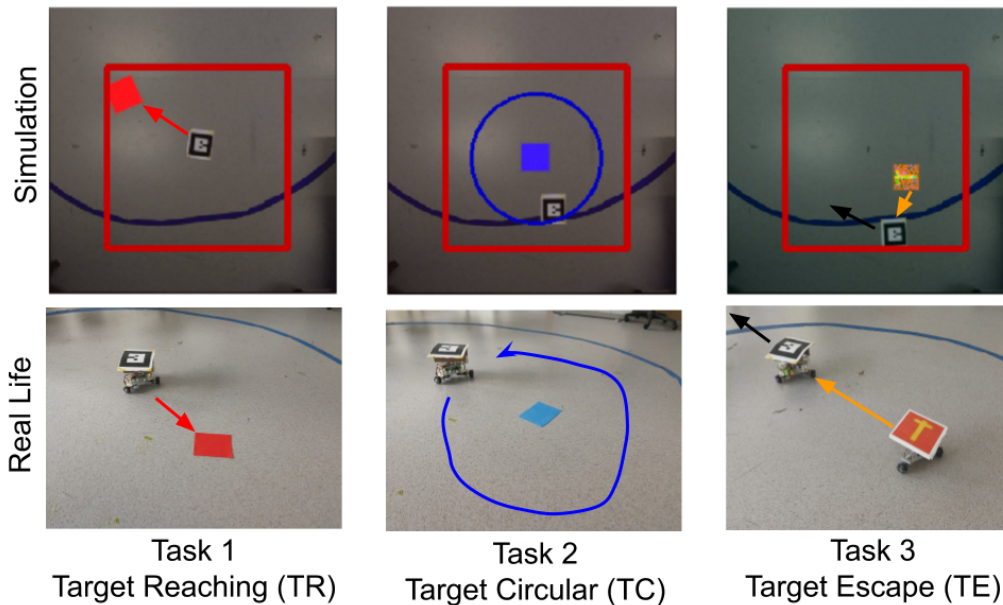 Simulation
Real Life
T
Task 1
Target Reaching (TR)
Task 2
Target Circular (TC)
Task 3
Target Escape (TE)